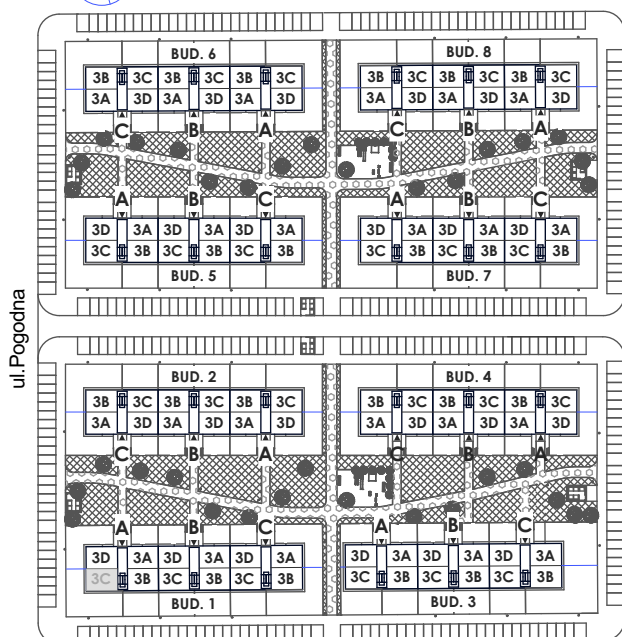 BUD. 6 BUD. 8
3B 3C 3B 3C 3B 3C 3B 3C 3B 3C 3B 3C
3A 3D 3A 3D 3A 3D 3A 3D 3A 3D 3A 3D
C B A C B A
A B C A B C
3D 3A 3D 3A 3D 3A 3D 3A 3D 3A 3D 3A
3C 3B 3C 3B 3C 3B 3C 3B 3C 3B 3C 3B
BUD. 5 BUD. 7
ul.Pogodna
BUD. 2 BUD. 4
3B 3C 3B 3C 3B 3C 3B 3C 3B 3C 3B 3C
3A 3D 3A 3D 3A 3D 3A 3D 3A 3D 3A 3D
C B A C B A
A B C A B C
3D 3A 3D 3A 3D 3A 3D 3A 3D 3A 3D 3A
3C 3B 3C 3B 3C 3B 3C 3B 3C 3B 3C 3B
BUD. 1 BUD. 3